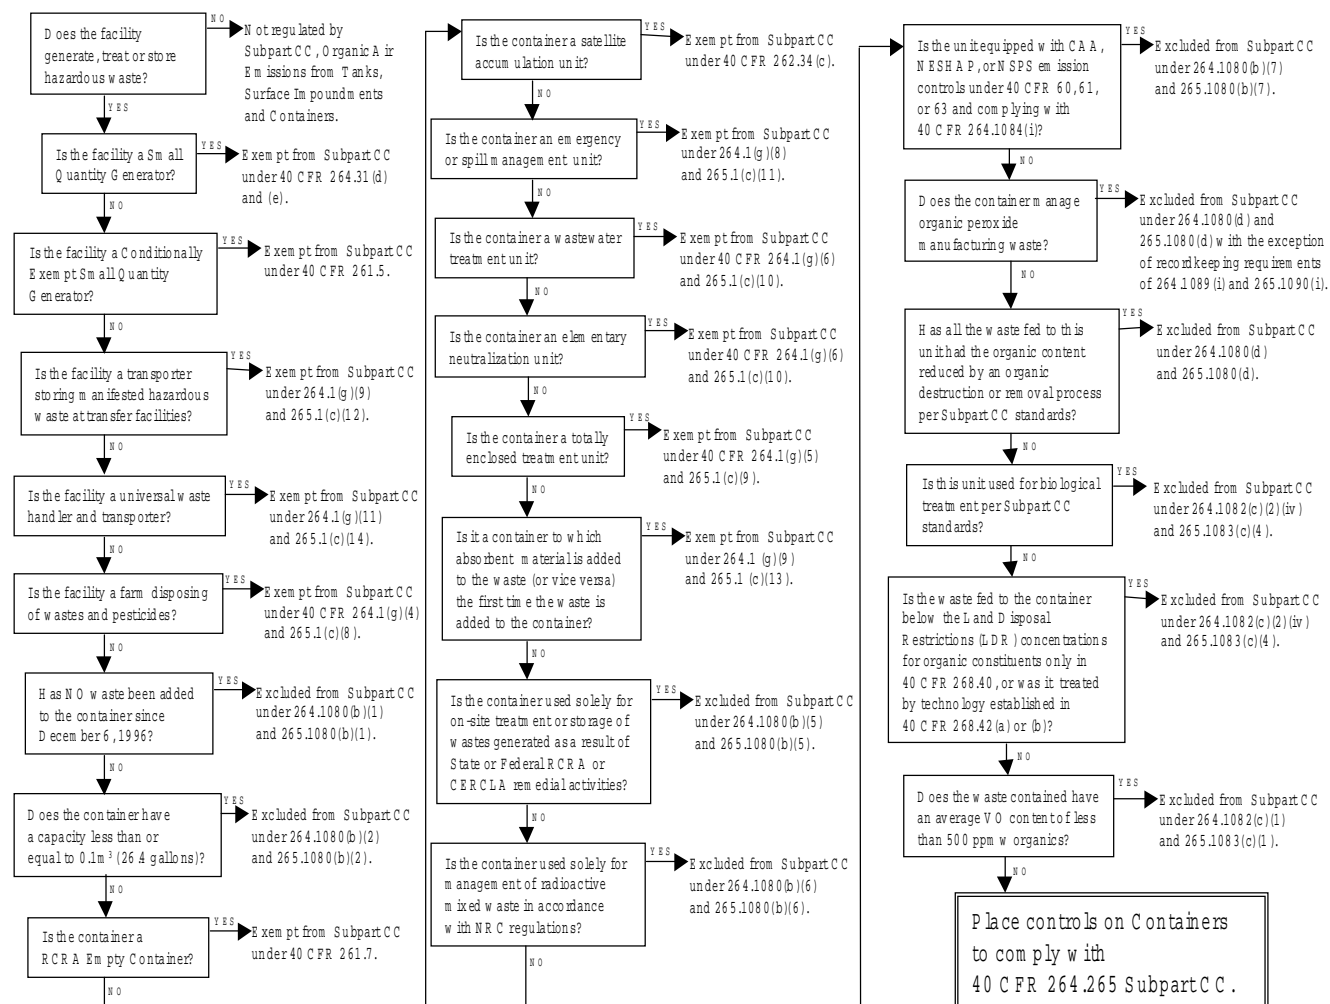 Does the facility
generate, treat or store
hazardous waste?
NO
Not regulated by
Subpart CC, Organic Air
Emissions from Tanks,
Surface Impoundments
and Containers.
YES
Is the facility a Small
Quantity Generator?
YES
Exempt from Subpart CC
under 40 CFR 264.31(d)
and (e).
NO
Is the facility a Conditionally
Exempt Small Quantity
Generator?
YES
Exempt from Subpart CC
under 40 CFR 261.5.
NO
Is the facility a transporter
storing manifested hazardous
waste at transfer facilities?
YES
Exempt from Subpart CC
under 264.1(g)(9)
and 265.1(c)(12).
NO
Is the facility a universal waste
handler and transporter?
YES
Exempt from Subpart CC
under 264.1(g)(11)
and 265.1(c)(14).
NO
Is the facility a farm disposing
of wastes and pesticides?
YES
Exempt from Subpart CC
under 40 CFR 264.1(g)(4)
and 265.1(c)(8).
NO
Has NO waste been added
to the container since
December 6, 1996?
YES
Excluded from Subpart CC
under 264.1080(b)(1)
and 265.1080(b)(1).
NO
Does the container have
a capacity less than or
equal to 0.1m³ (26.4 gallons)?
YES
Excluded from Subpart CC
under 264.1080(b)(2)
and 265.1080(b)(2).
NO
Is the container a
RCRA Empty Container?
YES
Exempt from Subpart CC
under 40 CFR 261.7.
NO
Is the container a satellite
accumulation unit?
YES
Exempt from Subpart CC
under 40 CFR 262.34(c).
NO
Is the container an emergency
or spill management unit?
YES
Exempt from Subpart CC
under 264.1(g)(8)
and 265.1(c)(11).
NO
Is the container a wastewater
treatment unit?
YES
Exempt from Subpart CC
under 40 CFR 264.1(g)(6)
and 265.1(c)(10).
NO
Is the container an elementary
neutralization unit?
YES
Exempt from Subpart CC
under 40 CFR 264.1(g)(6)
and 265.1(c)(10).
NO
Is the container a totally
enclosed treatment unit?
YES
Exempt from Subpart CC
under 40 CFR 264.1(g)(5)
and 265.1(c)(9).
NO
Is it a container to which
absorbent material is added
to the waste (or vice versa)
the first time the waste is
added to the container?
YES
Exempt from Subpart CC
under 264.1 (g)(9)
and 265.1 (c)(13).
NO
Is the container used solely for
on-site treatment or storage of
wastes generated as a result of
State or Federal RCRA or
CERCLA remedial activities?
YES
Excluded from Subpart CC
under 264.1080(b)(5)
and 265.1080(b)(5).
NO
Is the container used solely for
management of radioactive
mixed waste in accordance
with NRC regulations?
YES
Excluded from Subpart CC
under 264.1080(b)(6)
and 265.1080(b)(6).
NO
Is the unit equipped with CAA,
NESHAP, or NSPS emission
controls under 40 CFR 60, 61,
or 63 and complying with
40 CFR 264.1084(i)?
YES
Excluded from Subpart CC
under 264.1080(b)(7)
and 265.1080(b)(7).
NO
Does the container manage
organic peroxide
manufacturing waste?
YES
Excluded from Subpart CC
under 264.1080(d) and
265.1080(d) with the exception
of recordkeeping requirements
of 264.1089(i) and 265.1090(i).
NO
Has all the waste fed to this
unit had the organic content
reduced by an organic
destruction or removal process
per Subpart CC standards?
YES
Excluded from Subpart CC
under 264.1080(d)
and 265.1080(d).
NO
Is this unit used for biological
treatment per Subpart CC
standards?
YES
Excluded from Subpart CC
under 264.1082(c)(2)(iv)
and 265.1083(c)(4).
NO
Is the waste fed to the container
below the Land Disposal
Restrictions (LDR) concentrations
for organic constituents only in
40 CFR 268.40, or was it treated
by technology established in
40 CFR 268.42(a) or (b)?
YES
Excluded from Subpart CC
under 264.1082(c)(2)(iv)
and 265.1083(c)(4).
NO
Does the waste contained have
an average VO content of less
than 500 ppmw organics?
YES
Excluded from Subpart CC
under 264.1082(c)(1)
and 265.1083(c)(1).
NO
Place controls on Containers
to comply with
40 CFR 264.265 Subpart CC.